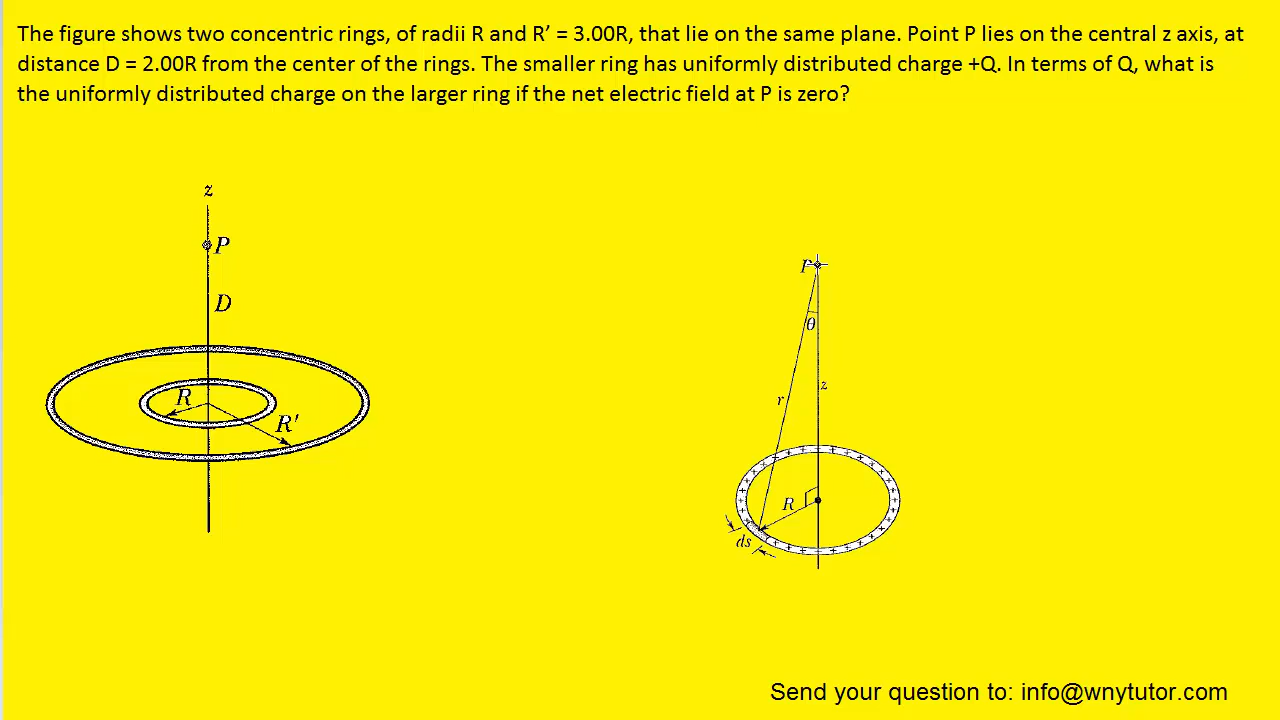 The figure shows two concentric rings, of radii R and R’ = 3.00R, that lie on the same plane. Point P lies on the central z axis, at
distance D = 2.00R from the center of the rings. The smaller ring has uniformly distributed charge +Q. In terms of Q, what is
the uniformly distributed charge on the larger ring if the net electric field at P is zero?
z
P
D
R
R'
P
θ
z
r
R
ds
Send your question to: info@wnytutor.com